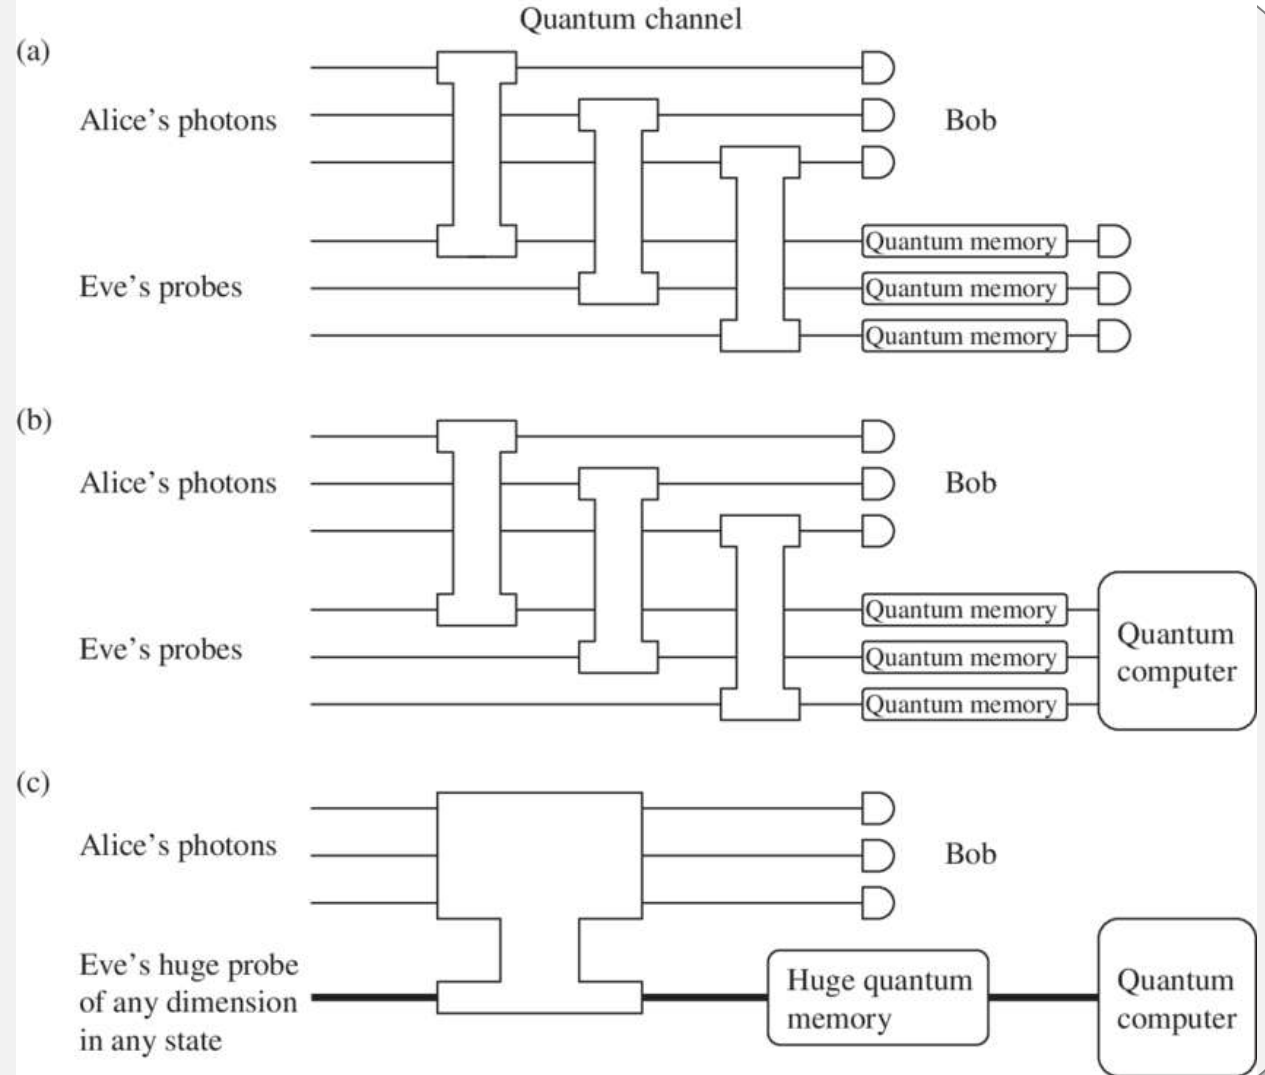 Quantum channel
(a)
Alice’s photons
Bob
Quantum memory
Eve’s probes
Quantum memory
Quantum memory
(b)
Alice’s photons
Bob
Quantum memory
Eve’s probes
Quantum memory
Quantum memory
Quantum
computer
(c)
Alice’s photons
Bob
Eve’s huge probe
of any dimension
in any state
Huge quantum
memory
Quantum
computer